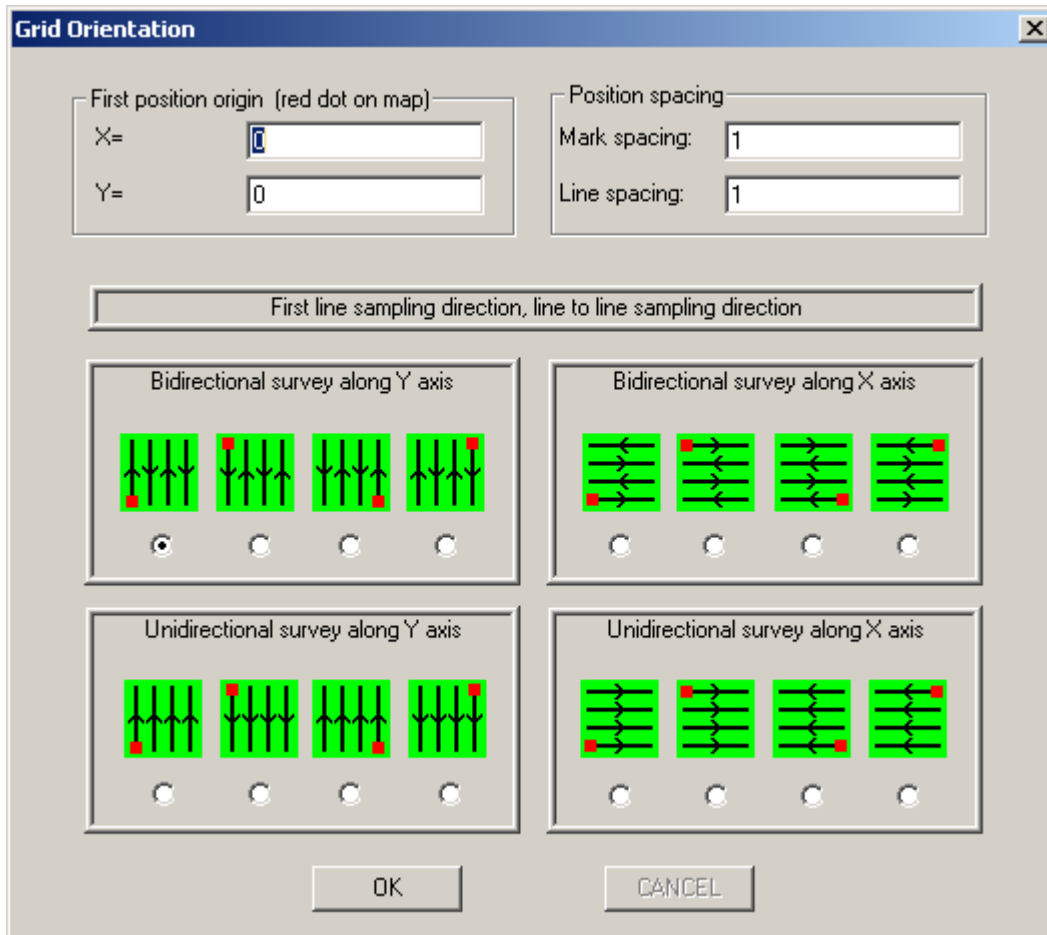 Grid Orientation
First position origin (red dot on map)
X=
0
Y=
0
Position spacing
Mark spacing:
1
Line spacing:
1
First line sampling direction, line to line sampling direction
Bidirectional survey along Y axis
Bidirectional survey along X axis
Unidirectional survey along Y axis
Unidirectional survey along X axis
OK
CANCEL